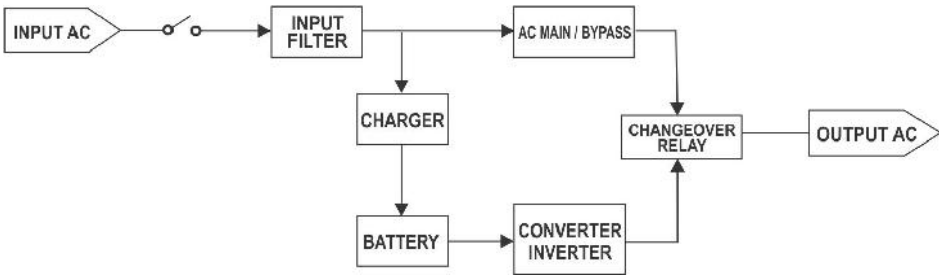 INPUT AC
INPUT
FILTER
AC MAIN / BYPASS
CHARGER
CHANGEOVER
RELAY
OUTPUT AC
BATTERY
CONVERTER
INVERTER